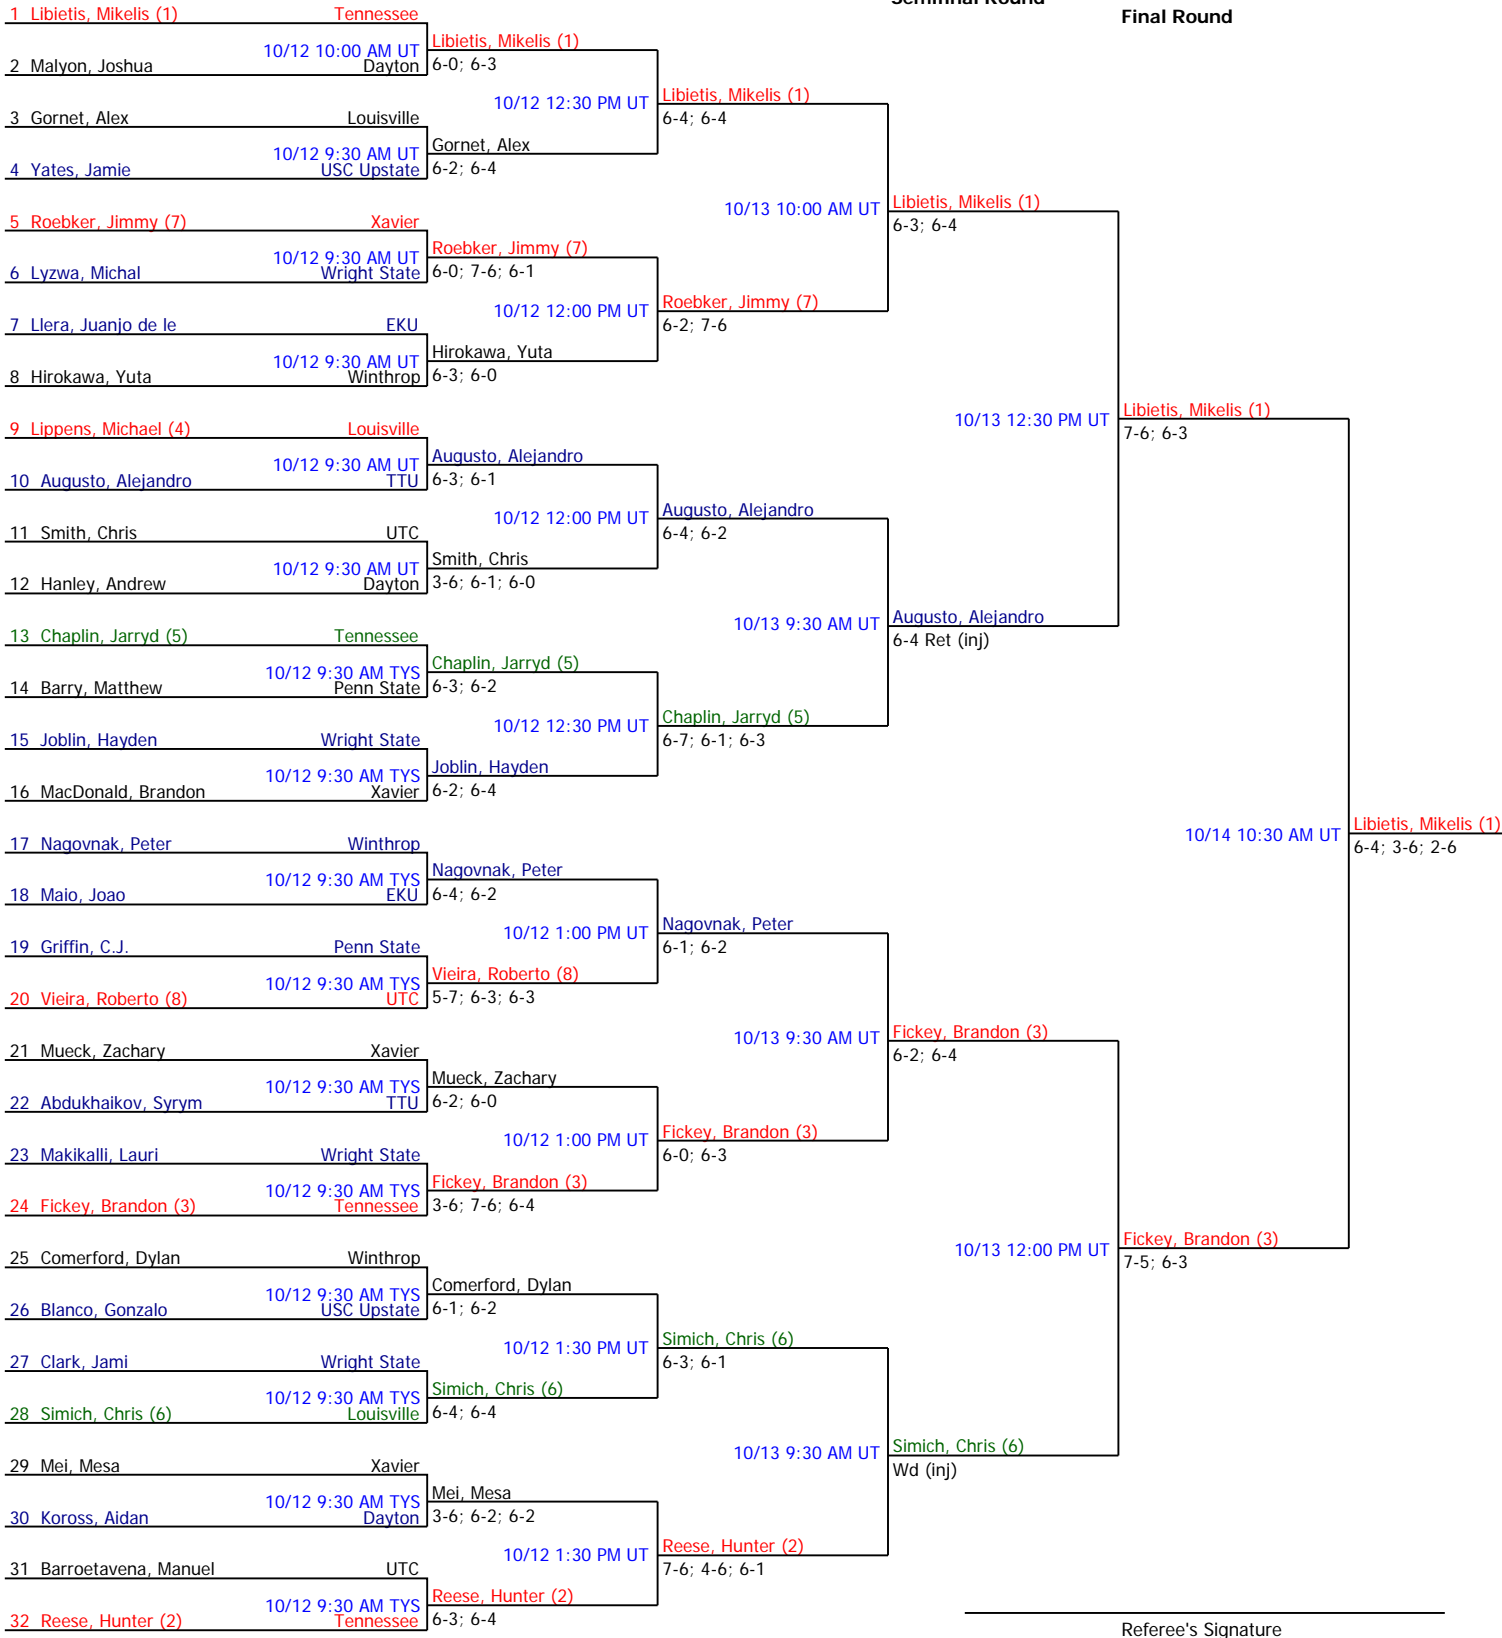 Semifinal Round
Final Round
1 Libietis, Mikelis (1) Tennessee
10/12 10:00 AM UT
2 Malyon, Joshua Dayton
3 Gornet, Alex Louisville
10/12 9:30 AM UT
4 Yates, Jamie USC Upstate
5 Roebker, Jimmy (7) Xavier
10/12 9:30 AM UT
6 Lyzwa, Michal Wright State
7 Llera, Juanjo de le EKU
10/12 9:30 AM UT
8 Hirokawa, Yuta Winthrop
9 Lippens, Michael (4) Louisville
10/12 9:30 AM UT
10 Augusto, Alejandro TTU
11 Smith, Chris UTC
10/12 9:30 AM UT
12 Hanley, Andrew Dayton
13 Chaplin, Jarryd (5) Tennessee
10/12 9:30 AM TYS
14 Barry, Matthew Penn State
15 Joblin, Hayden Wright State
10/12 9:30 AM TYS
16 MacDonald, Brandon Xavier
17 Nagovnak, Peter Winthrop
10/12 9:30 AM TYS
18 Maio, Joao EKU
19 Griffin, C.J. Penn State
10/12 9:30 AM TYS
20 Vieira, Roberto (8) UTC
21 Mueck, Zachary Xavier
10/12 9:30 AM TYS
22 Abdukhaikov, Syrym TTU
23 Makikalli, Lauri Wright State
10/12 9:30 AM TYS
24 Fickey, Brandon (3) Tennessee
25 Comerford, Dylan Winthrop
10/12 9:30 AM TYS
26 Blanco, Gonzalo USC Upstate
27 Clark, Jami Wright State
10/12 9:30 AM TYS
28 Simich, Chris (6) Louisville
29 Mei, Mesa Xavier
10/12 9:30 AM TYS
30 Koross, Aidan Dayton
31 Barroetavena, Manuel UTC
10/12 9:30 AM TYS
32 Reese, Hunter (2) Tennessee
Libietis, Mikelis (1)
6-0; 6-3
10/12 12:30 PM UT
Gornet, Alex
6-2; 6-4
Roebker, Jimmy (7)
6-0; 7-6; 6-1
10/12 12:00 PM UT
Hirokawa, Yuta
6-3; 6-0
Augusto, Alejandro
6-3; 6-1
10/12 12:00 PM UT
Smith, Chris
3-6; 6-1; 6-0
Chaplin, Jarryd (5)
6-3; 6-2
10/12 12:30 PM UT
Joblin, Hayden
6-2; 6-4
Nagovnak, Peter
6-4; 6-2
10/12 1:00 PM UT
Vieira, Roberto (8)
5-7; 6-3; 6-3
Mueck, Zachary
6-2; 6-0
10/12 1:00 PM UT
Fickey, Brandon (3)
3-6; 7-6; 6-4
Comerford, Dylan
6-1; 6-2
10/12 1:30 PM UT
Simich, Chris (6)
6-4; 6-4
Mei, Mesa
3-6; 6-2; 6-2
10/12 1:30 PM UT
Reese, Hunter (2)
6-3; 6-4
Libietis, Mikelis (1)
6-4; 6-4
10/13 10:00 AM UT
Roebker, Jimmy (7)
6-2; 7-6
Augusto, Alejandro
6-4; 6-2
10/13 9:30 AM UT
Chaplin, Jarryd (5)
6-7; 6-1; 6-3
Nagovnak, Peter
6-1; 6-2
10/13 9:30 AM UT
Fickey, Brandon (3)
6-0; 6-3
Simich, Chris (6)
6-3; 6-1
10/13 9:30 AM UT
Reese, Hunter (2)
7-6; 4-6; 6-1
Libietis, Mikelis (1)
6-3; 6-4
10/13 12:30 PM UT
Augusto, Alejandro
6-4 Ret (inj)
Fickey, Brandon (3)
6-2; 6-4
10/13 12:00 PM UT
Simich, Chris (6)
Wd (inj)
Libietis, Mikelis (1)
7-6; 6-3
10/14 10:30 AM UT
Fickey, Brandon (3)
7-5; 6-3
Libietis, Mikelis (1)
6-4; 3-6; 2-6
Referee's Signature